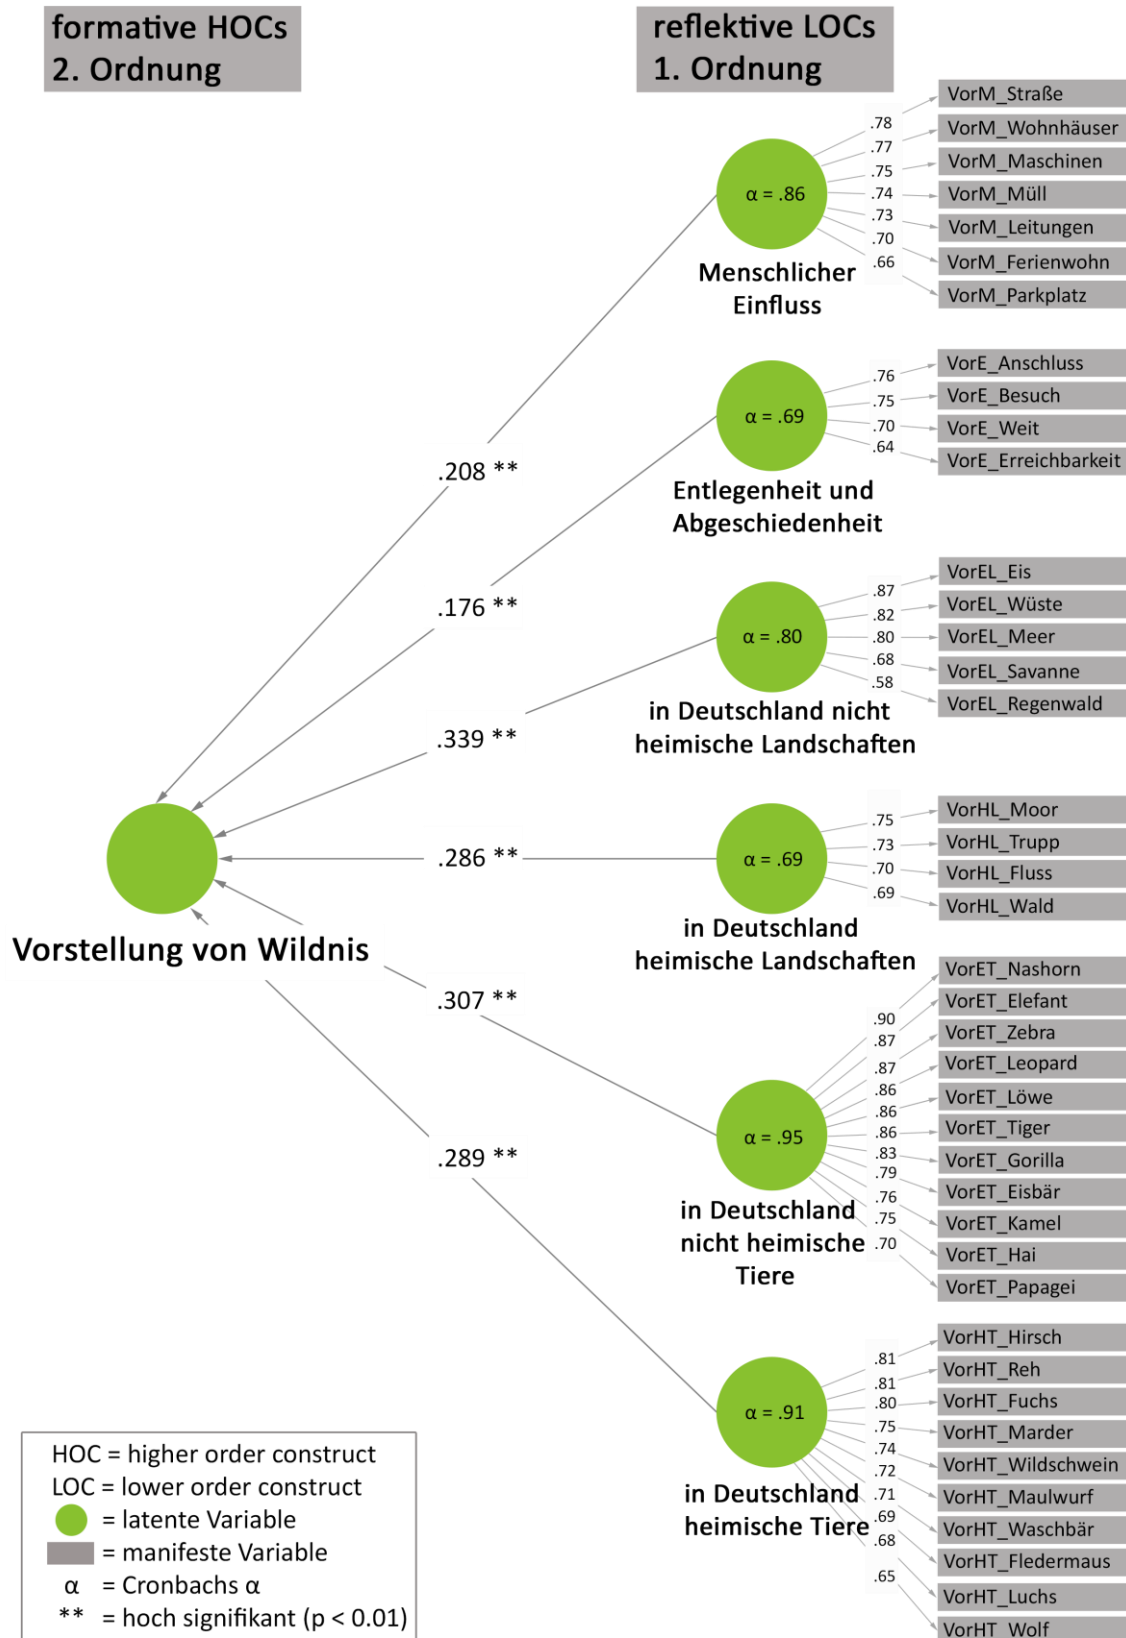 formative HOCs
2. Ordnung
reflektive LOCs
1. Ordnung
α = .86
Menschlicher
Einfluss
.78
.77
.75
.74
.73
.70
.66
VorM_Straße
VorM_Wohnhäuser
VorM_Maschinen
VorM_Müll
VorM_Leitungen
VorM_Ferienwohn
VorM_Parkplatz
.208 **
α = .69
Entlegenheit und
Abgeschiedenheit
.76
.75
.70
.64
VorE_Anschluss
VorE_Besuch
VorE_Weit
VorE_Erreichbarkeit
.176 **
α = .80
in Deutschland nicht
heimische Landschaften
.87
.82
.80
.68
.58
VorEL_Eis
VorEL_Wüste
VorEL_Meer
VorEL_Savanne
VorEL_Regenwald
.339 **
α = .69
in Deutschland
heimische Landschaften
.75
.73
.70
.69
VorHL_Moor
VorHL_Trupp
VorHL_Fluss
VorHL_Wald
.286 **
Vorstellung von Wildnis
α = .95
in Deutschland
nicht heimische
Tiere
.90
.87
.87
.86
.86
.86
.83
.79
.76
.75
.70
VorET_Nashorn
VorET_Elefant
VorET_Zebra
VorET_Leopard
VorET_Löwe
VorET_Tiger
VorET_Gorilla
VorET_Eisbär
VorET_Kamel
VorET_Hai
VorET_Papagei
.307 **
α = .91
in Deutschland
heimische Tiere
.81
.81
.80
.75
.74
.72
.71
.69
.68
.65
VorHT_Hirsch
VorHT_Reh
VorHT_Fuchs
VorHT_Marder
VorHT_Wildschwein
VorHT_Maulwurf
VorHT_Waschbär
VorHT_Fledermaus
VorHT_Luchs
VorHT_Wolf
.289 **
HOC = higher order construct
LOC = lower order construct
= latente Variable
= manifeste Variable
α = Cronbachs α
** = hoch signifikant (p < 0.01)